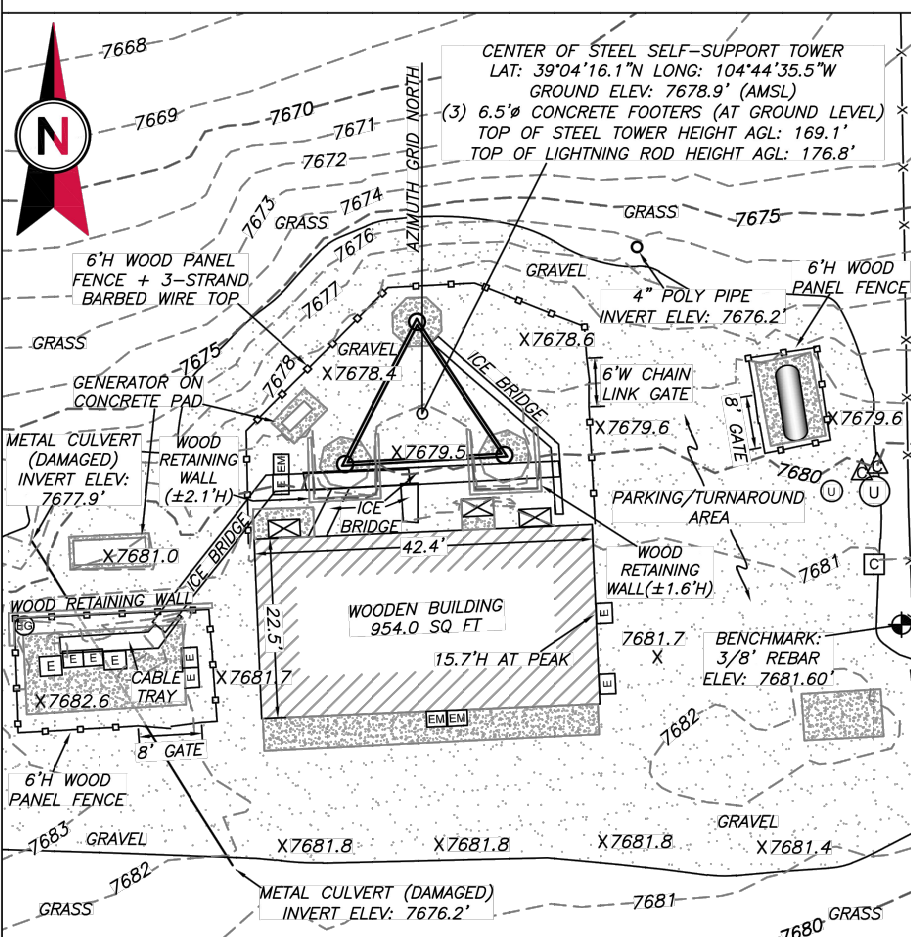 7668
CENTER OF STEEL SELF-SUPPORT TOWER
LAT: 39°04'16.1"N LONG: 104°44'35.5"W
GROUND ELEV: 7678.9' (AMSL)
(3) 6.5'ø CONCRETE FOOTERS (AT GROUND LEVEL)
TOP OF STEEL TOWER HEIGHT AGL: 169.1'
TOP OF LIGHTNING ROD HEIGHT AGL: 176.8'
AZIMUTH GRID NORTH
N
7669
7670
7671
7672
7673
GRASS
7674
7676
7677
GRASS
7675
6'H WOOD PANEL
FENCE + 3-STRAND
BARBED WIRE TOP
GRAVEL
4" POLY PIPE
INVERT ELEV: 7676.2'
6'H WOOD
PANEL FENCE
GRASS
7675
7678
GRAVEL
X7678.4
X7678.6
ICE BRIDGE
6'W CHAIN
LINK GATE
8' GATE
X7679.6
X7679.6
GENERATOR ON
CONCRETE PAD
METAL CULVERT
(DAMAGED)
INVERT ELEV:
7677.9'
WOOD
RETAINING
WALL
(±2.1'H)
E
EM
X7679.5
7680
U
U
C
C
PARKING/TURNAROUND
AREA
ICE
BRIDGE
ICE BRIDGE
42.4'
X7681.0
WOOD
RETAINING
WALL(±1.6'H)
7681
C
WOOD RETAINING WALL
EG
22.5'
WOODEN BUILDING
954.0 SQ FT
15.7'H AT PEAK
E
E
7681.7
X
BENCHMARK:
3/8' REBAR
ELEV: 7681.60'
E
E
E
E
E
E
CABLE
TRAY
X7682.6
X7681.7
EM
EM
7682
8' GATE
6'H WOOD
PANEL FENCE
7683
GRAVEL
X7681.8
X7681.8
X7681.8
GRAVEL
X7681.4
7682
GRASS
METAL CULVERT (DAMAGED)
INVERT ELEV: 7676.2'
7681
7680
GRASS